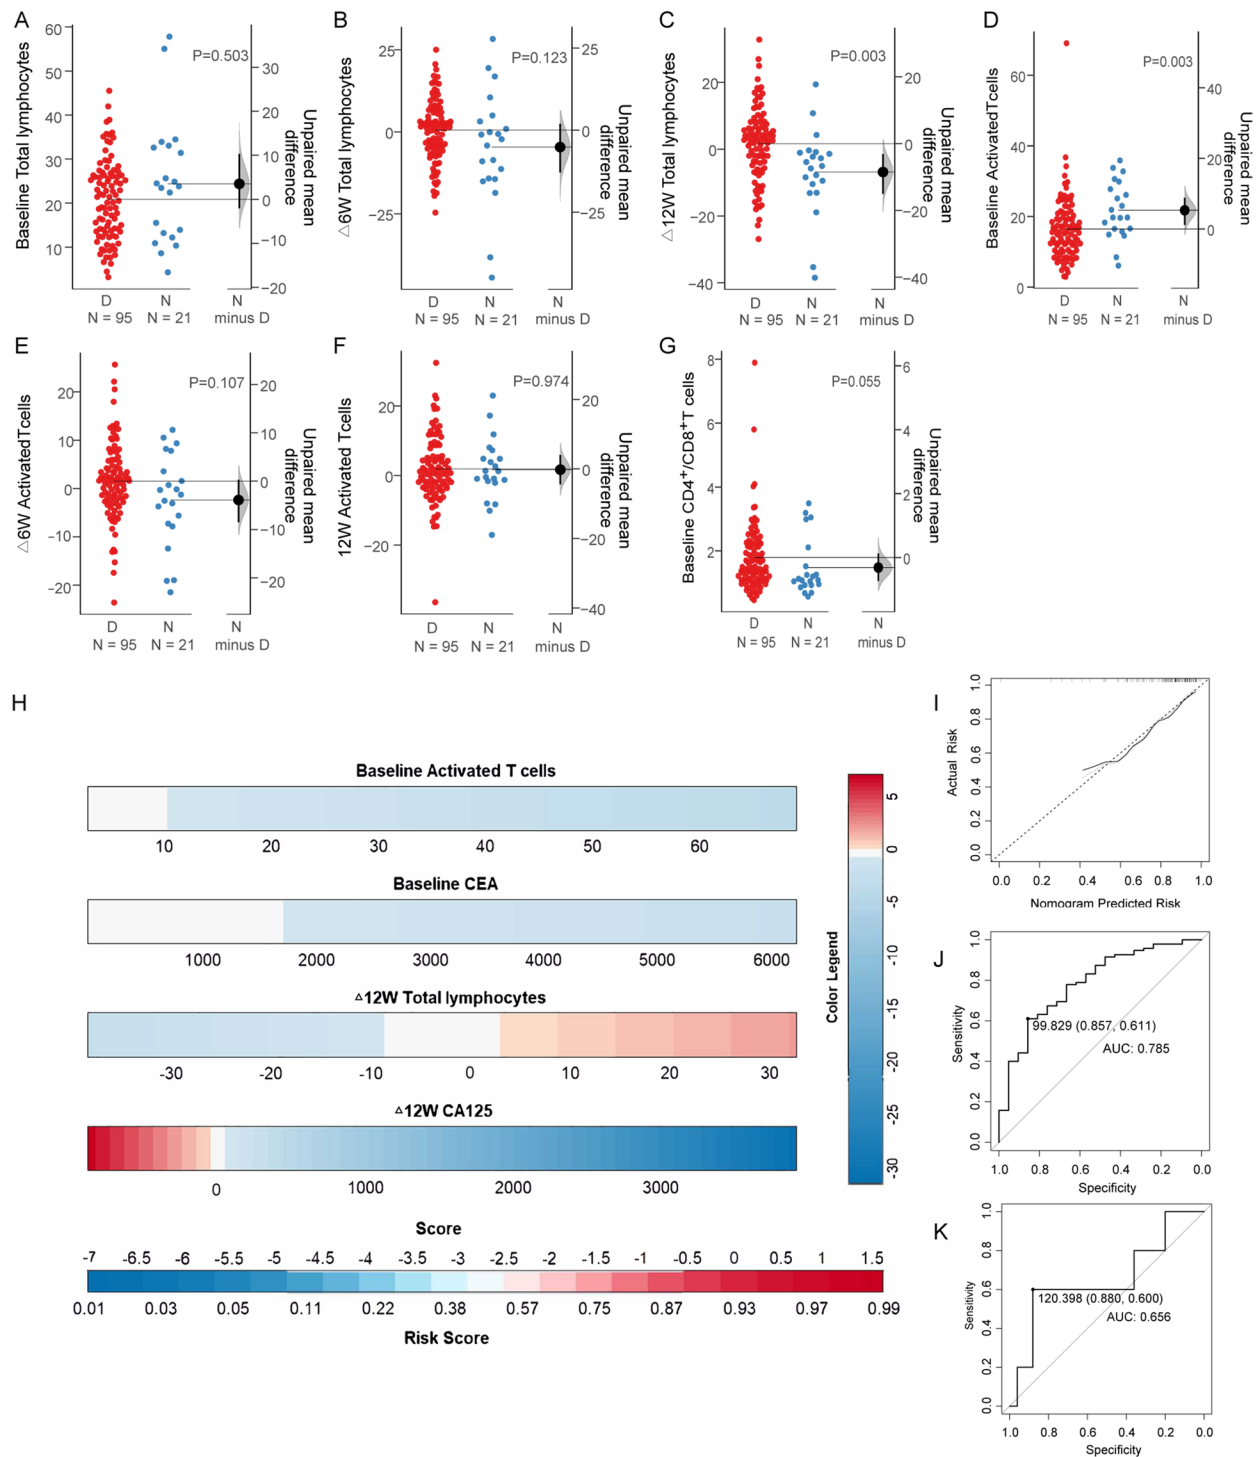 A
Baseline Total lymphocytes
60
50
40
30
20
10
P=0.503
30
20
10
0
−10
−20
Unpaired mean
difference
D
N
N
N = 95
N = 21
minus D
B
△6W Total lymphocytes
25
0
−25
P=0.123
25
0
−25
Unpaired mean
difference
D
N
N
N = 95
N = 21
minus D
C
△12W Total lymphocytes
20
0
−20
−40
P=0.003
20
0
−20
−40
Unpaired mean
difference
D
N
N
N = 95
N = 21
minus D
D
Baseline ActivatedTcells
60
40
20
0
P=0.003
40
20
0
Unpaired mean
difference
D
N
N
N = 95
N = 21
minus D
E
△6W ActivatedTcells
20
10
0
-10
−20
P=0.107
20
10
0
−10
−20
Unpaired mean
difference
D
N
N
N = 95
N = 21
minus D
F
12W Activated Tcells
20
0
−20
P=0.974
20
0
−20
−40
Unpaired mean
difference
D
N
N
N = 95
N = 21
minus D
G
Baseline CD4⁺/CD8⁺T cells
8
6
4
2
P=0.055
6
4
2
0
Unpaired mean
difference
D
N
N
N = 95
N = 21
minus D
H
Baseline Activated T cells
10 20 30 40 50 60
Baseline CEA
1000 2000 3000 4000 5000 6000
△12W Total lymphocytes
-30 -20 -10 0 10 20 30
△12W CA125
0 1000 2000 3000
Color Legend
5
0
-5
-10
-15
-20
-25
-30
Score
-7 -6.5 -6 -5.5 -5 -4.5 -4 -3.5 -3 -2.5 -2 -1.5 -1 -0.5 0 0.5 1 1.5
0.01 0.03 0.05 0.11 0.22 0.38 0.57 0.75 0.87 0.93 0.97 0.99
Risk Score
I
Actual Risk
1.0
0.8
0.6
0.4
0.2
0.0
0.0 0.2 0.4 0.6 0.8 1.0
Nomogram Predicted Risk
J
Sensitivity
1.0
0.8
0.6
0.4
0.2
0.0
99.829 (0.857, 0.611)
AUC: 0.785
1.0 0.8 0.6 0.4 0.2 0.0
Specificity
K
Sensitivity
1.0
0.8
0.6
0.4
0.2
0.0
120.398 (0.880, 0.600)
AUC: 0.656
1.0 0.8 0.6 0.4 0.2 0.0
Specificity